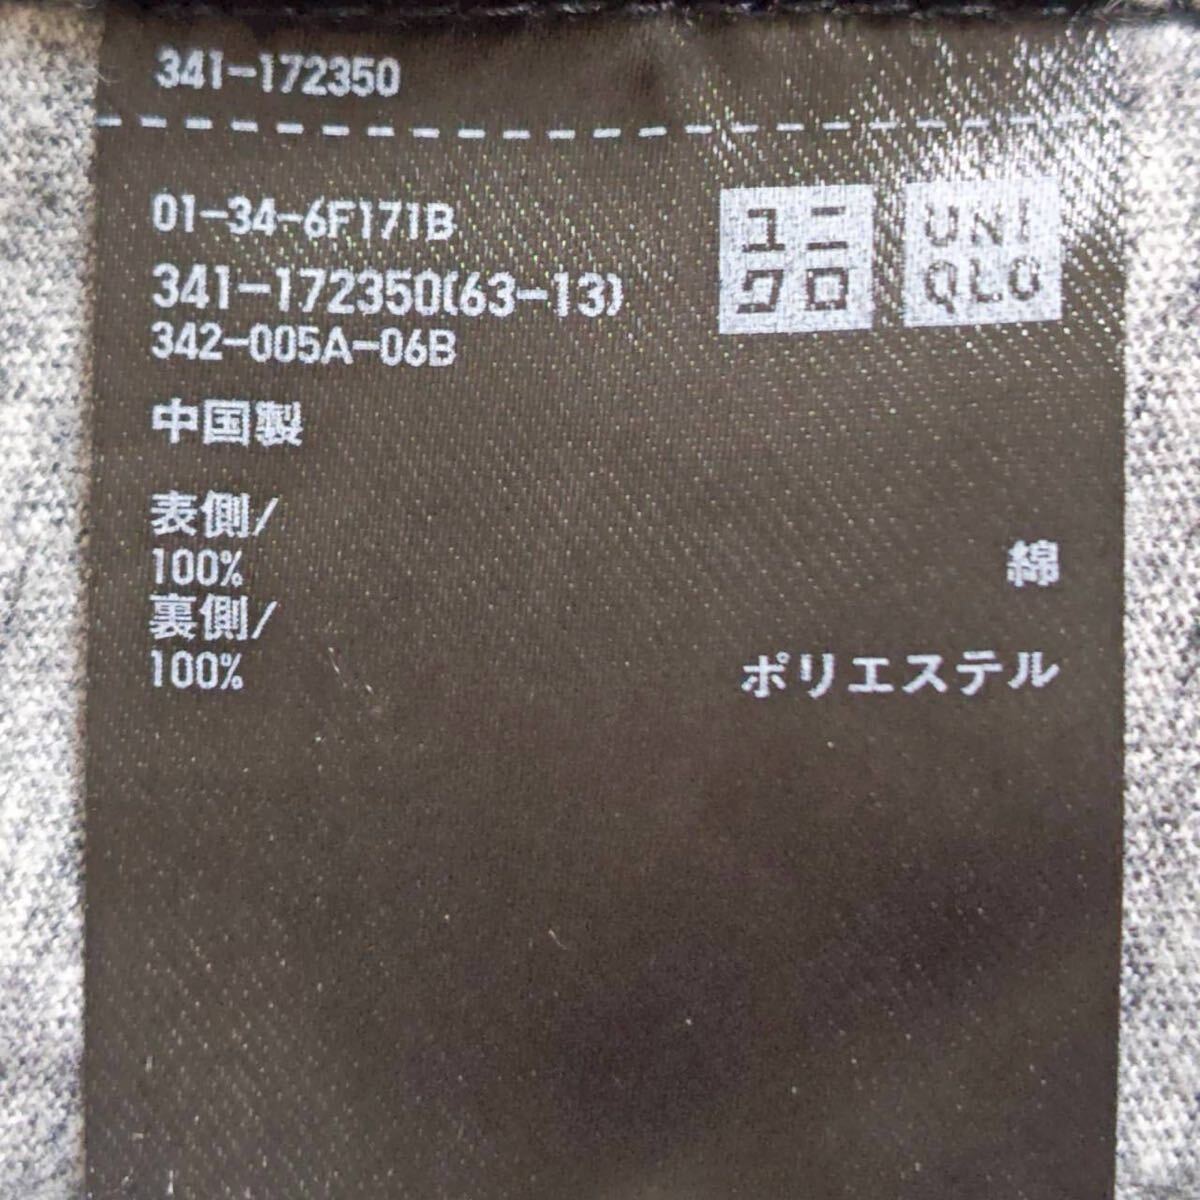 341-172350
01-34-6F171B
341-172350(63-13)
342-005A-06B
ユニ
クロ
UNI
QLO
中国製
表側/
100% 綿
裏側/
100% ポリエステル